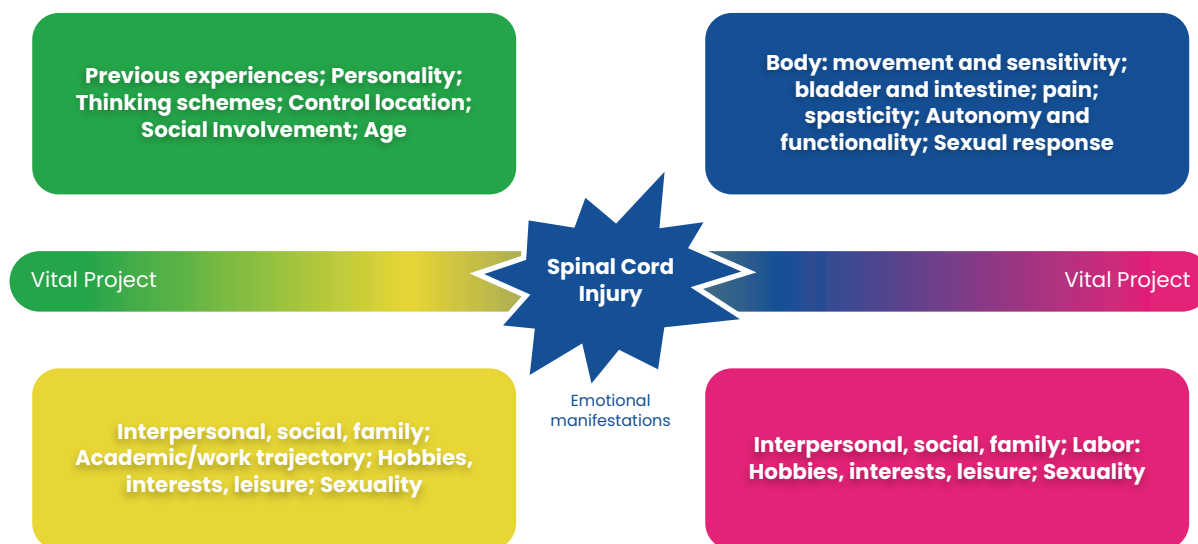 Previous experiences; Personality;
Thinking schemes; Control location;
Social Involvement; Age
Body: movement and sensitivity;
bladder and intestine; pain;
spasticity; Autonomy and
functionality; Sexual response
Vital Project
Spinal Cord
Injury
Vital Project
Emotional
manifestations
Interpersonal, social, family;
Academic/work trajectory; Hobbies,
interests, leisure; Sexuality
Interpersonal, social, family; Labor:
Hobbies, interests, leisure; Sexuality